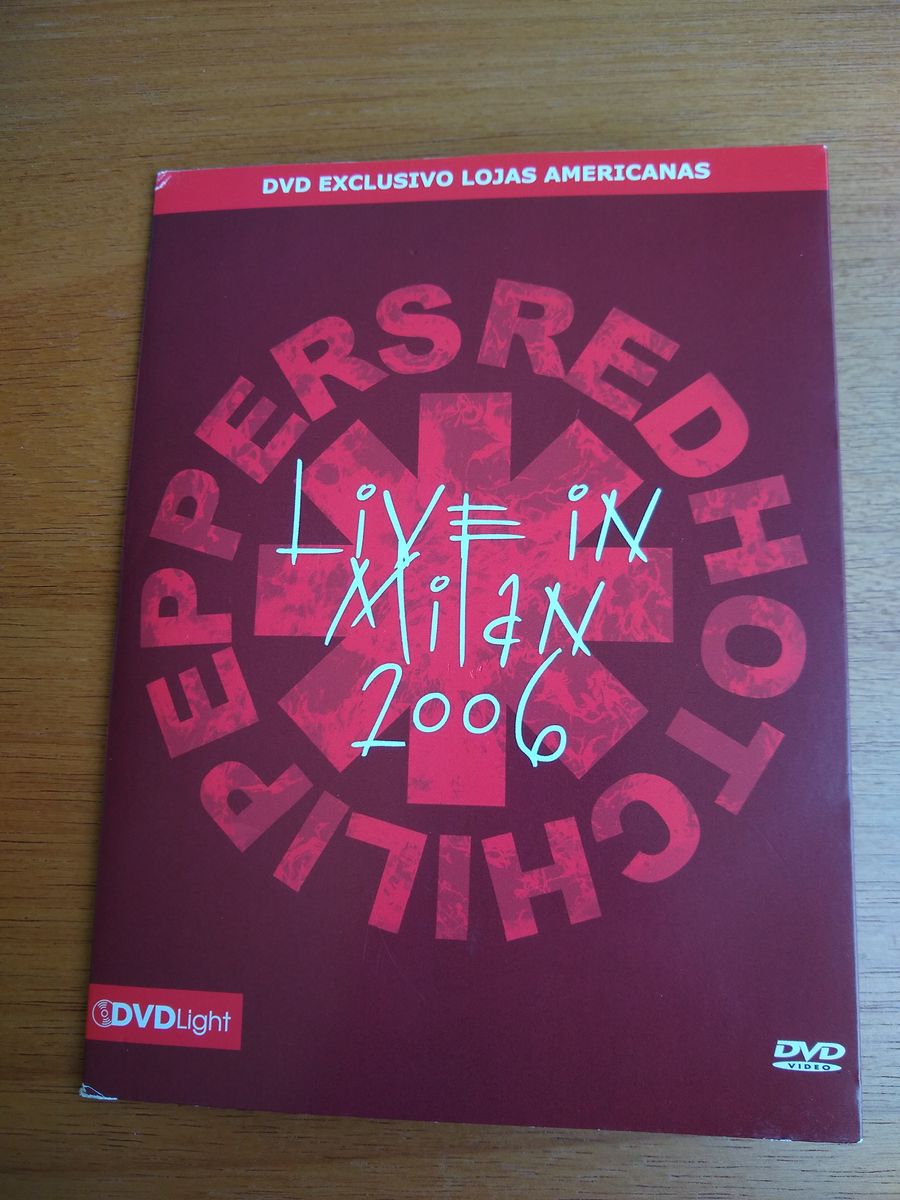 DVD EXCLUSIVO LOJAS AMERICANAS
RED HOT CHILI PEPPERS
LiVE iN
MilaN
2006
DVDLight
DVD
VIDEO